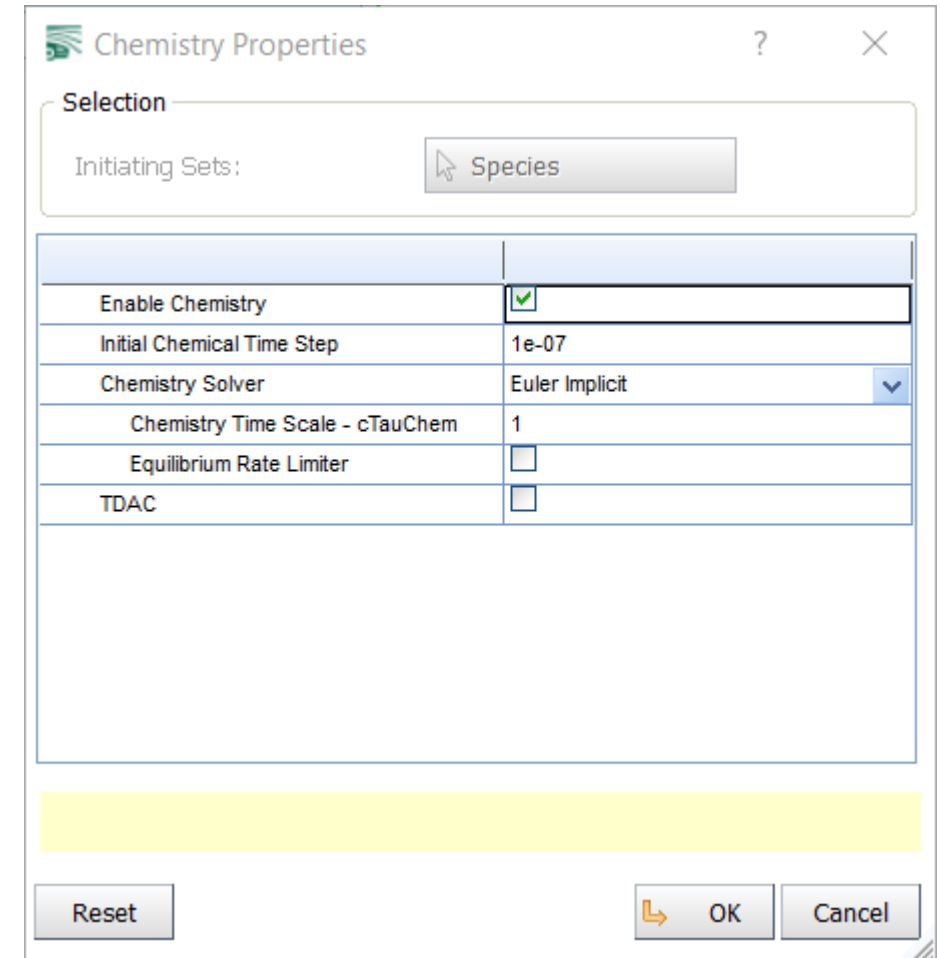 Chemistry Properties ?
Selection
Initiating Sets: Species
Enable Chemistry
Initial Chemical Time Step 1e-07
Chemistry Solver Euler Implicit
Chemistry Time Scale - cTauChem 1
Equilibrium Rate Limiter
TDAC
Reset OK Cancel